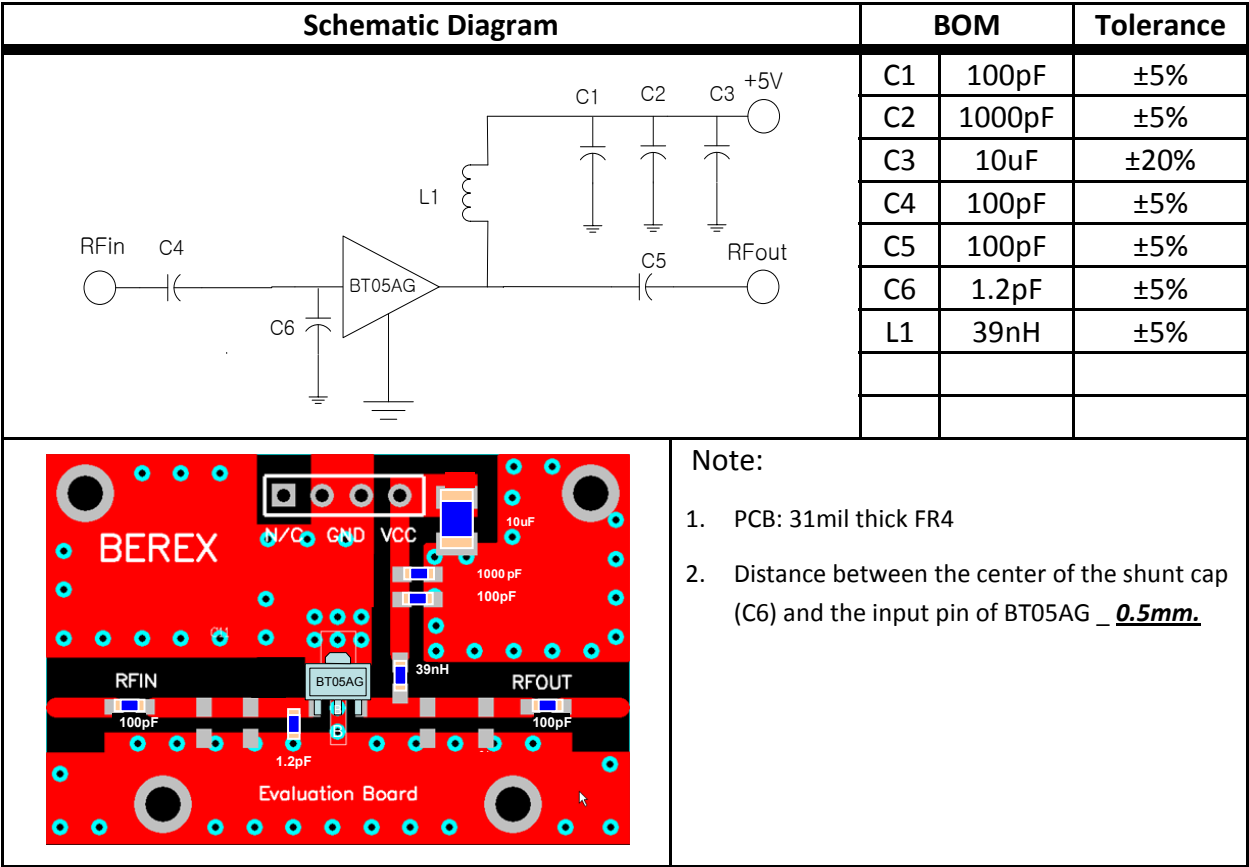 Schematic Diagram
BOM
Tolerance
C1 100pF ±5%
C2 1000pF ±5%
C3 10uF ±20%
C4 100pF ±5%
C5 100pF ±5%
C6 1.2pF ±5%
L1 39nH ±5%
C1
C2
C3
+5V
L1
RFin
C4
BT05AG
C5
RFout
C6
BEREX
N/C GND VCC
10uF
1000 pF
100pF
39nH
RFIN
BT05AG
RFOUT
100pF
B
B
100pF
1.2pF
Evaluation Board
Note:
1. PCB: 31mil thick FR4
2. Distance between the center of the shunt cap
(C6) and the input pin of BT05AG _ 0.5mm.